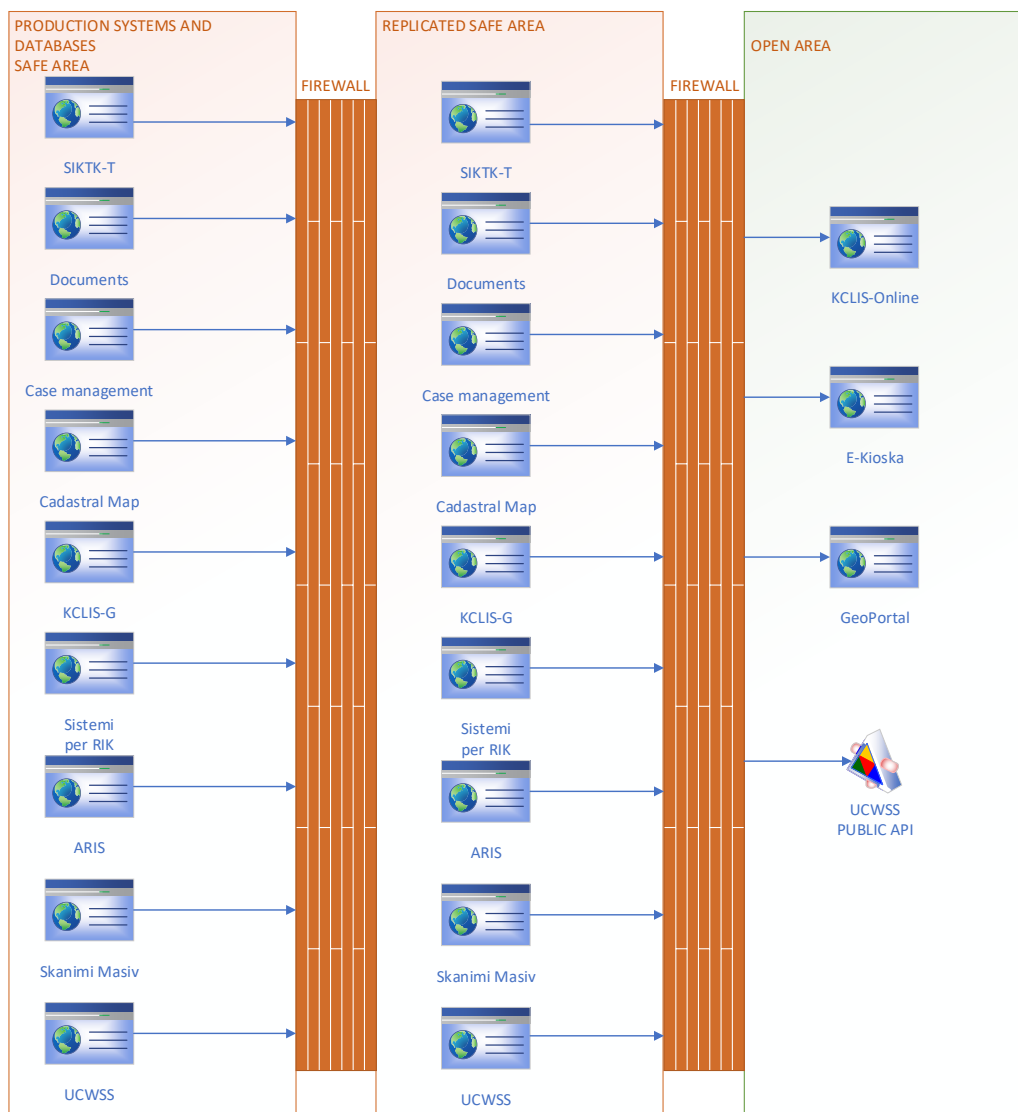 PRODUCTION SYSTEMS AND
DATABASES
SAFE AREA
FIREWALL
SIKTK-T
Documents
Case management
Cadastral Map
KCLIS-G
Sistemi
per RIK
ARIS
Skanimi Masiv
UCWSS
REPLICATED SAFE AREA
FIREWALL
SIKTK-T
Documents
Case management
Cadastral Map
KCLIS-G
Sistemi
per RIK
ARIS
Skanimi Masiv
UCWSS
OPEN AREA
KCLIS-Online
E-Kioska
GeoPortal
UCWSS
PUBLIC API